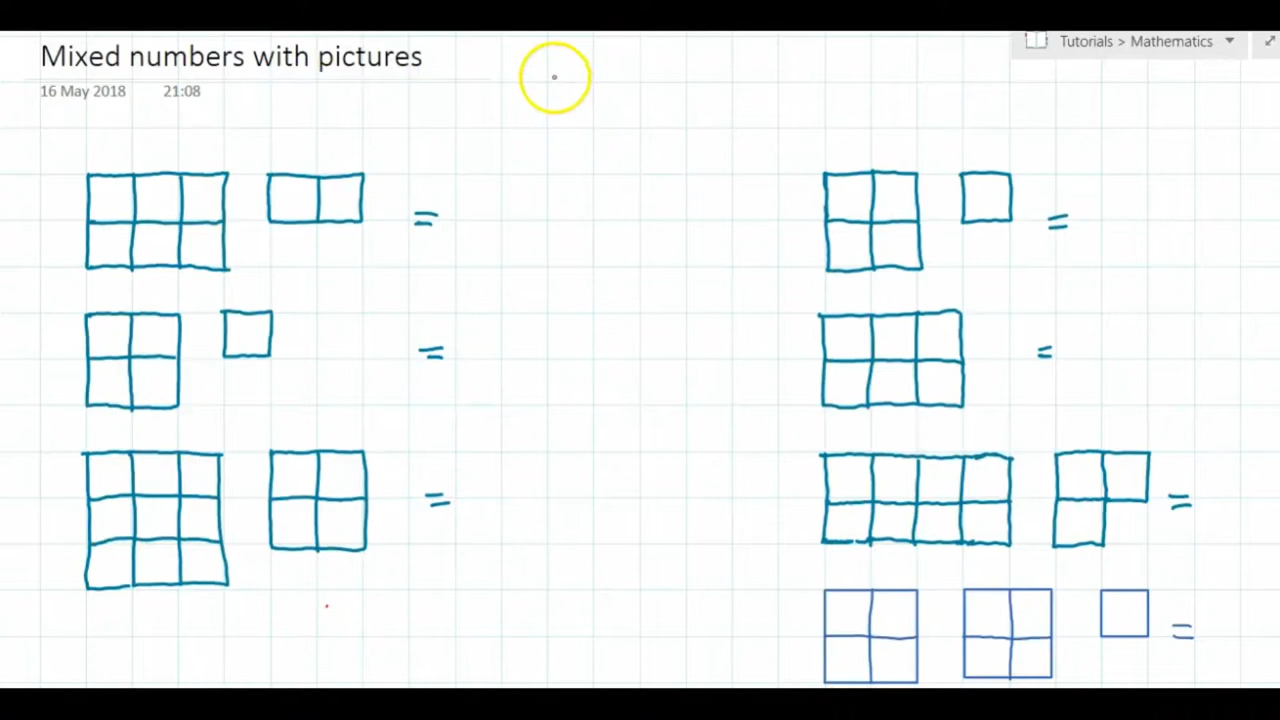 Mixed numbers with pictures
Tutorials > Mathematics
16 May 2018 21:08
= =
= =
= =
=